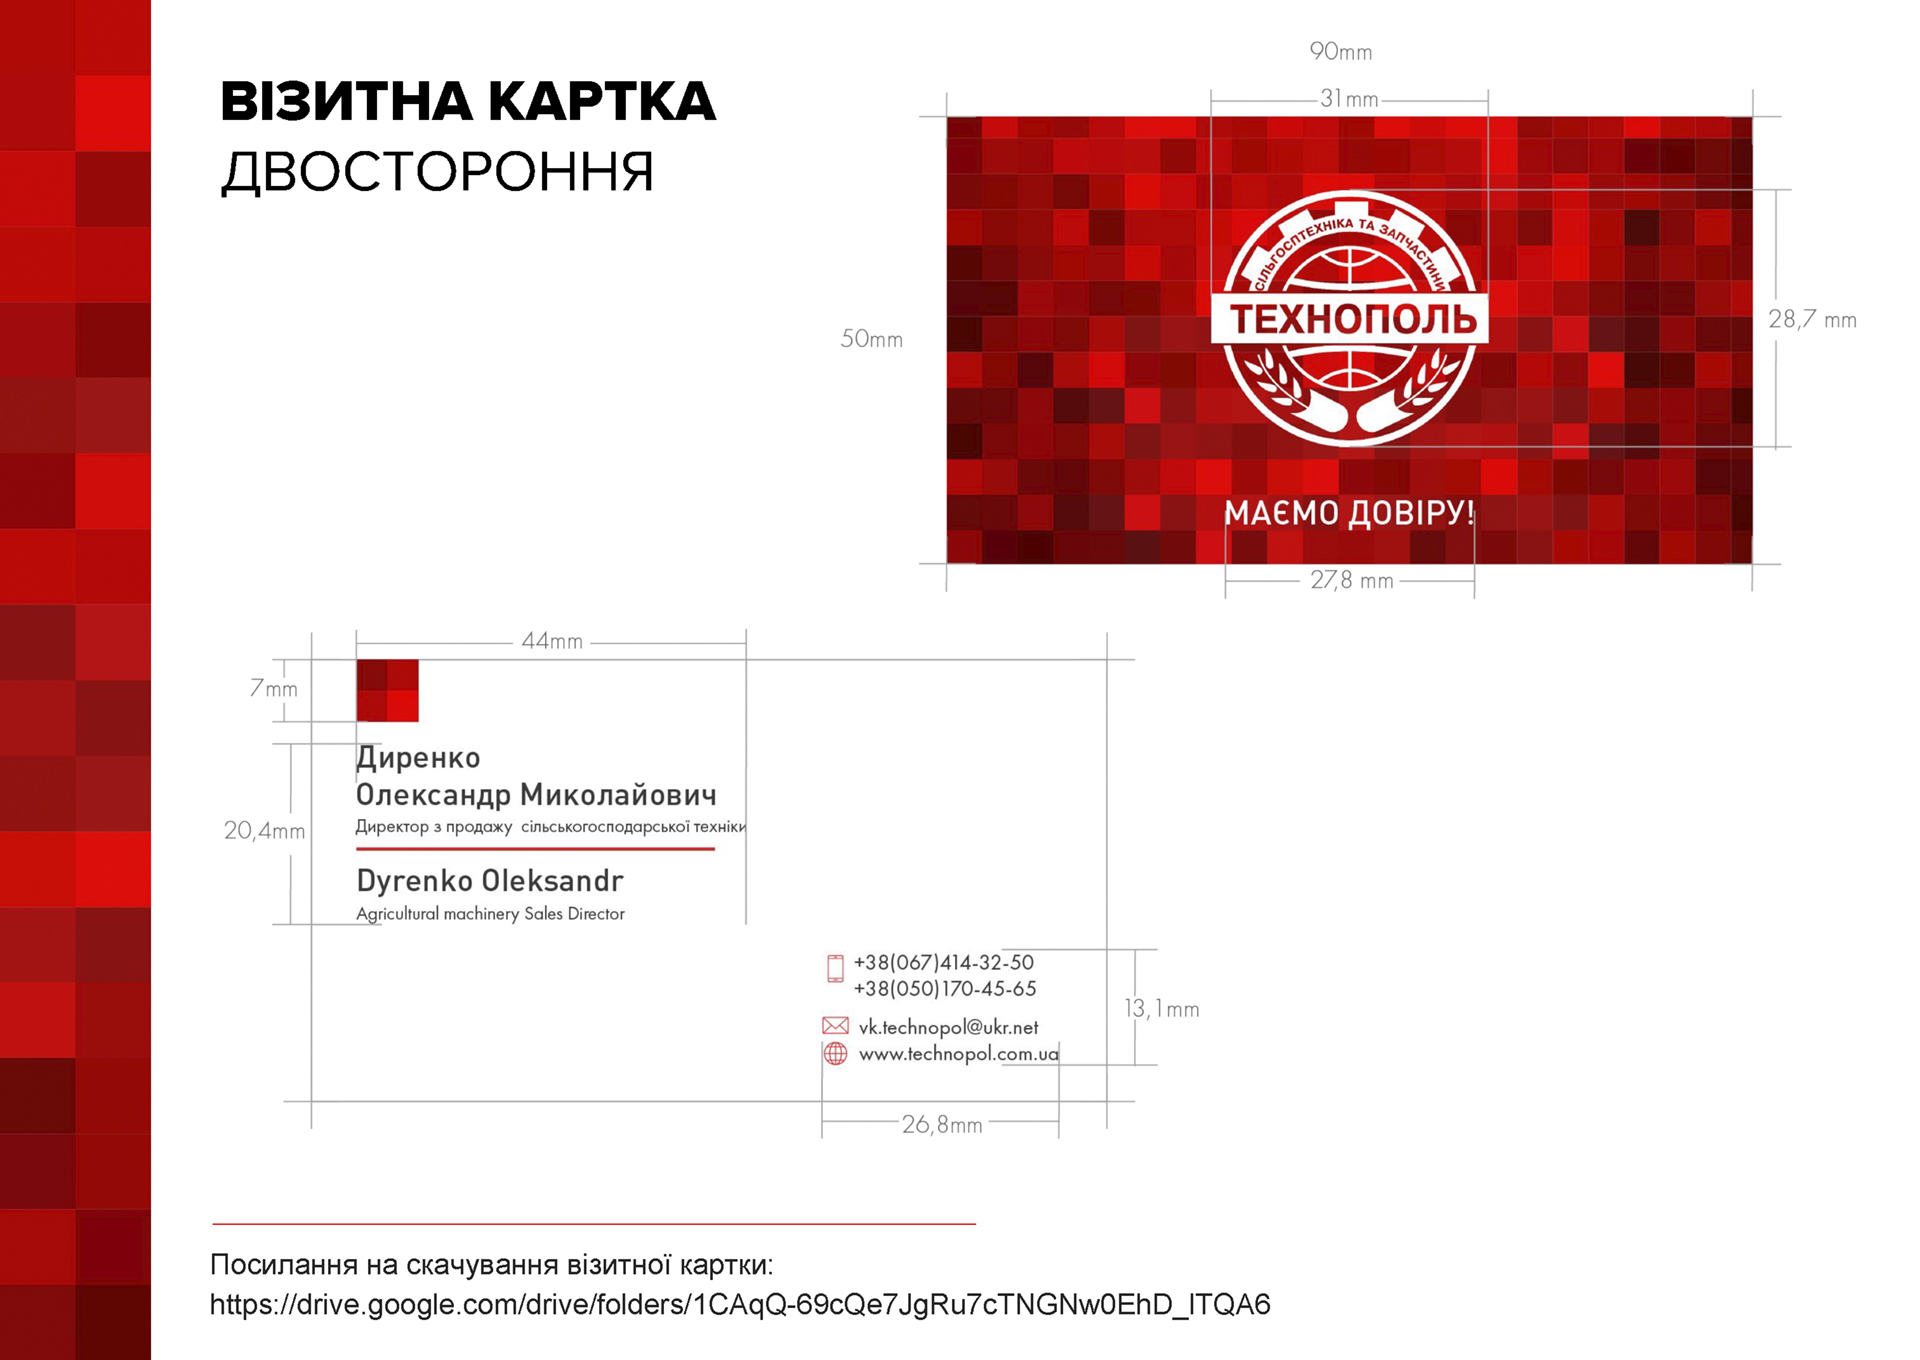 ВІЗИТНА КАРТКА
ДВОСТОРОННЯ
90mm
31mm
СІЛЬГОСПТЕХНІКА ТА ЗАПЧАСТИНИ
ТЕХНОПОЛЬ
50mm
28,7 mm
МАЄМО ДОВІРУ!
27,8 mm
44mm
7mm
Диренко
Олександр Миколайович
Директор з продажу сільськогосподарської техніки
20,4mm
Dyrenko Oleksandr
Agricultural machinery Sales Director
+38(067)414-32-50
+38(050)170-45-65
13,1mm
vk.technopol@ukr.net
www.technopol.com.ua
26,8mm
Посилання на скачування візитної картки:
https://drive.google.com/drive/folders/1CAqQ-69cQe7JgRu7cTNGNw0EhD_lTQA6